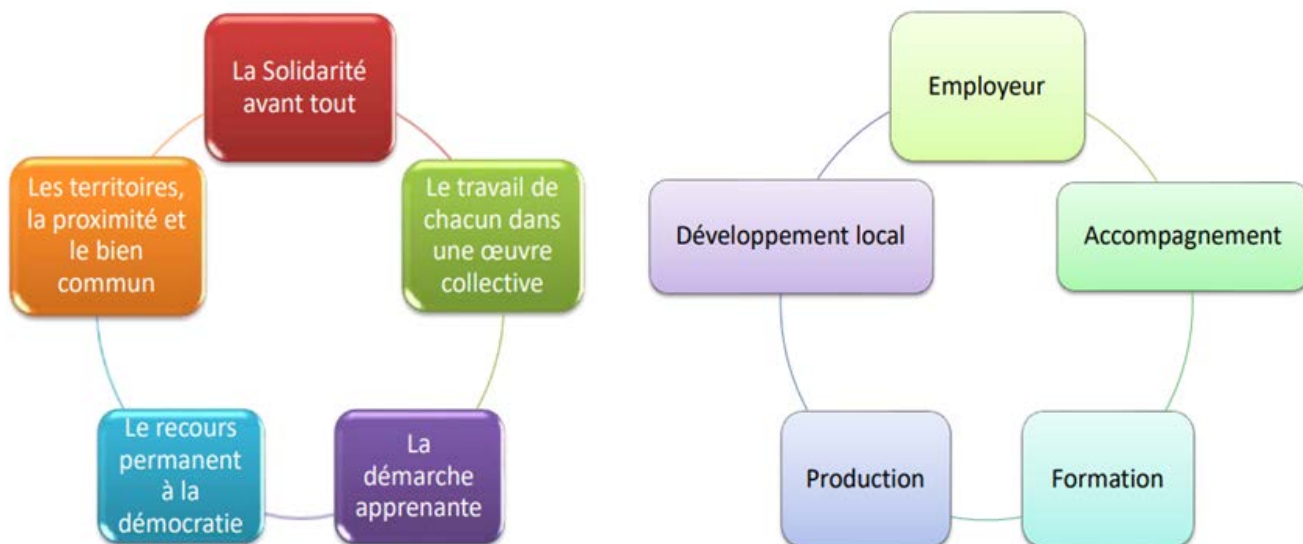 La Solidarité
avant tout
Le travail de
chacun dans
une œuvre
collective
La
démarche
apprenante
Le recours
permanent
à la
démocratie
Les territoires,
la proximité et
le bien
commun
Employeur
Accompagnement
Formation
Production
Développement local